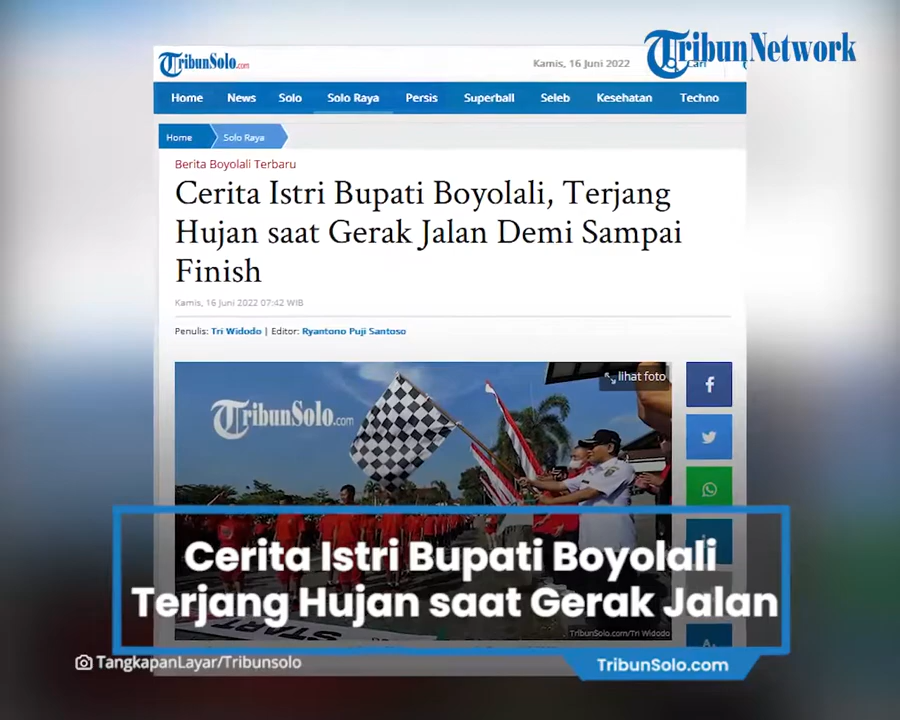 TribunNetwork
TribunSolo.com
Kamis, 16 Juni 2022
Cari
Home News Solo Solo Raya Persis Superball Seleb Kesehatan Techno
Home Solo Raya
Berita Boyolali Terbaru
Cerita Istri Bupati Boyolali, Terjang
Hujan saat Gerak Jalan Demi Sampai
Finish
Kamis, 16 Juni 2022 07:42 WIB
Penulis: Tri Widodo | Editor: Ryantono Puji Santoso
lihat foto
TribunSolo.com
START
Cerita Istri Bupati Boyolali
Terjang Hujan saat Gerak Jalan
TribunSolo.com/Tri Widodo
TangkapanLayar/Tribunsolo
TribunSolo.com